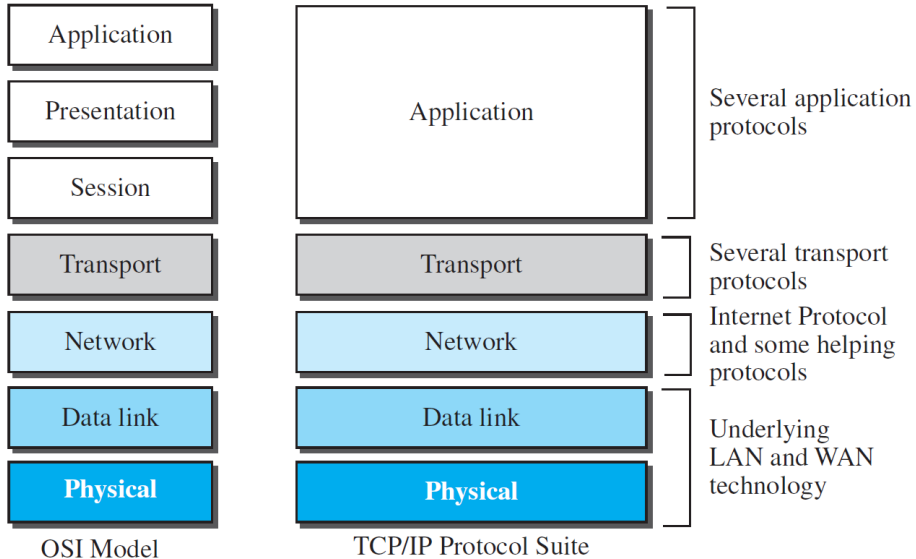 Application
Presentation
Session
Transport
Network
Data link
Physical
OSI Model
Application
Transport
Network
Data link
Physical
TCP/IP Protocol Suite
Several application
protocols
Several transport
protocols
Internet Protocol
and some helping
protocols
Underlying
LAN and WAN
technology